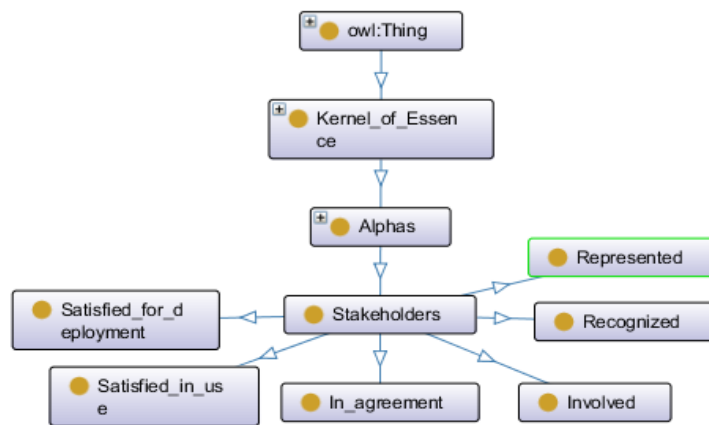 owl:Thing
Kernel_of_Essen
ce
Alphas
Represented
Satisfied_for_d
eployment
Stakeholders
Recognized
Satisfied_in_us
e
In_agreement
Involved